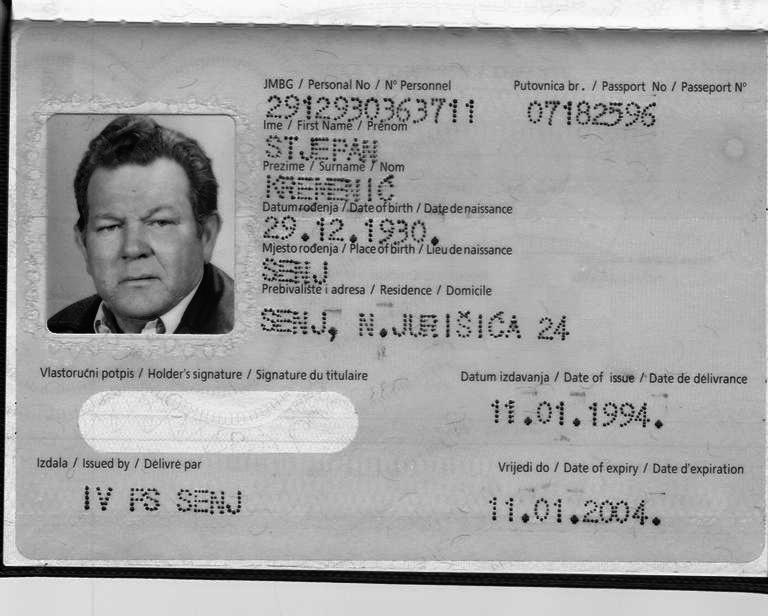 JMBG / Personal No / Nº Personnel
2912930363711
Putovnica br. / Passport No / Passeport Nº
07182596
Ime / First Name / Prénom
STJEPAN
Prezime / Surname / Nom
Datum rođenja / Date of birth / Date de naissance
29.12.1930.
Mjesto rođenja / Place of birth / Lieu de naissance
SENJ
Prebivalište i adresa / Residence / Domicile
SENJ, N.JURIŠIĆA 24
Vlastoručni potpis / Holder's signature / Signature du titulaire
Datum izdavanja / Date of issue / Date de délivrance
11.01.1994.
Izdala / Issued by / Délivré par
IV PS SENJ
Vrijedi do / Date of expiry / Date d'expiration
11.01.2004.